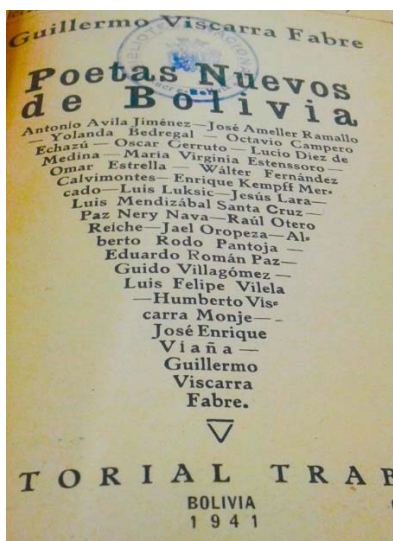 Guillermo Viscarra Fabre
Poetas Nuevos
de Bolivia
Antonio Avila Jiménez—José Ameller Ramallo
— Yolanda Bedregal — Octavio Campero
Echazú — Oscar Cerruto — Lucio Diez de
Medina — Maria Virginia Estenssoro —
Omar Estrella — Wálter Fernández
Calvimontes — Enrique Kempff Mer-
cado—Luis Luksic—Jesús Lara—
Luis Mendizábal Santa Cruz —
Paz Nery Nava—Raúl Otero
Reiche—Jael Oropeza—Al-
berto Rodo Pantoja —
Eduardo Román Paz—
Guido Villagómez —
Luis Felipe Vilela
—Humberto Vis-
carra Monje—
José Enrique
Viaña —
Guillermo
Viscarra
Fabre.
TORIAL TRAB
BOLIVIA
1941